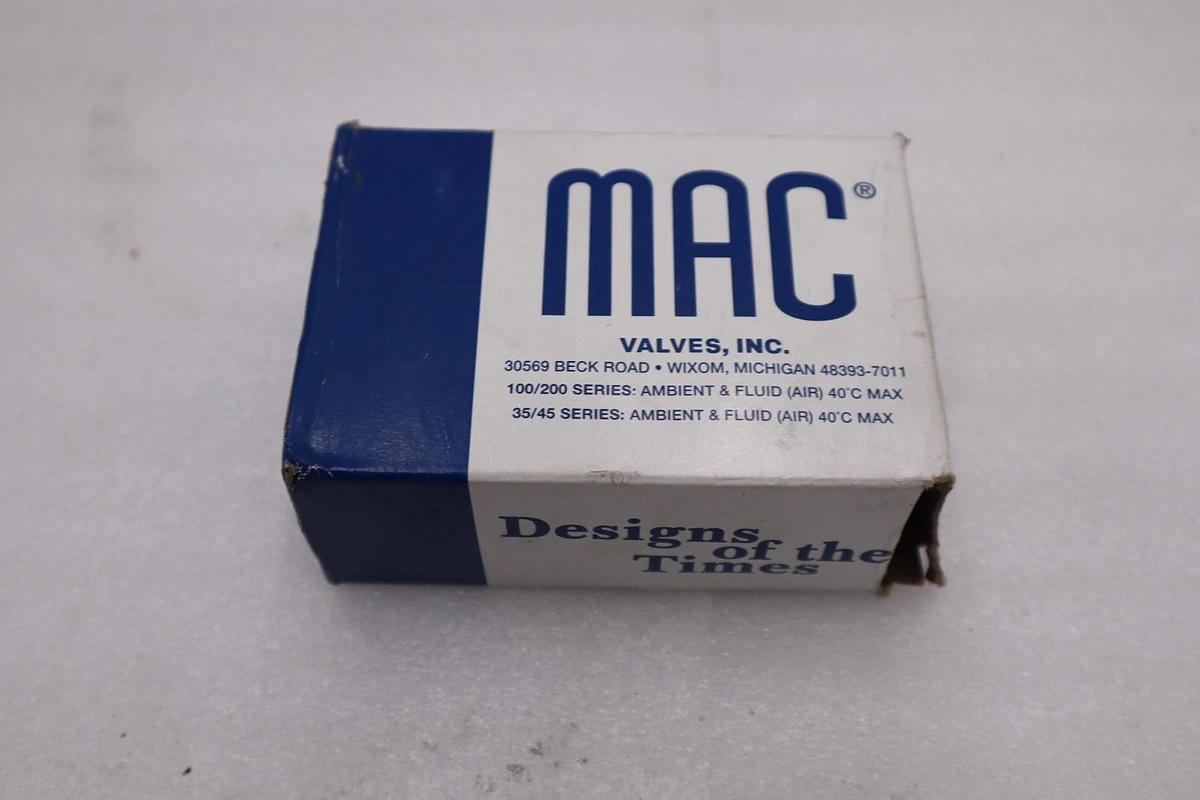 MAC®
VALVES, INC.
30569 BECK ROAD • WIXOM, MICHIGAN 48393-7011
100/200 SERIES: AMBIENT & FLUID (AIR) 40°C MAX
35/45 SERIES: AMBIENT & FLUID (AIR) 40°C MAX
Designs
of the
Times